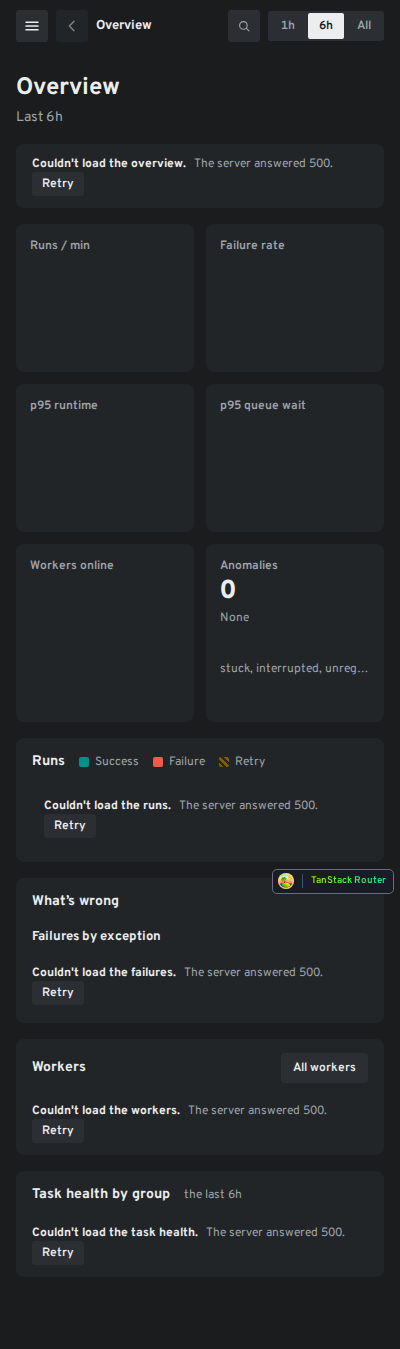 Overview
1h
6h
All
Overview
Last 6h
Couldn't load the overview. The server answered 500.
Retry
Runs / min
Failure rate
p95 runtime
p95 queue wait
Workers online
Anomalies
0
None
stuck, interrupted, unreg…
Runs
Success
Failure
Retry
Couldn't load the runs. The server answered 500.
Retry
TanStack Router
What's wrong
Failures by exception
Couldn't load the failures. The server answered 500.
Retry
Workers
All workers
Couldn't load the workers. The server answered 500.
Retry
Task health by group the last 6h
Couldn't load the task health. The server answered 500.
Retry